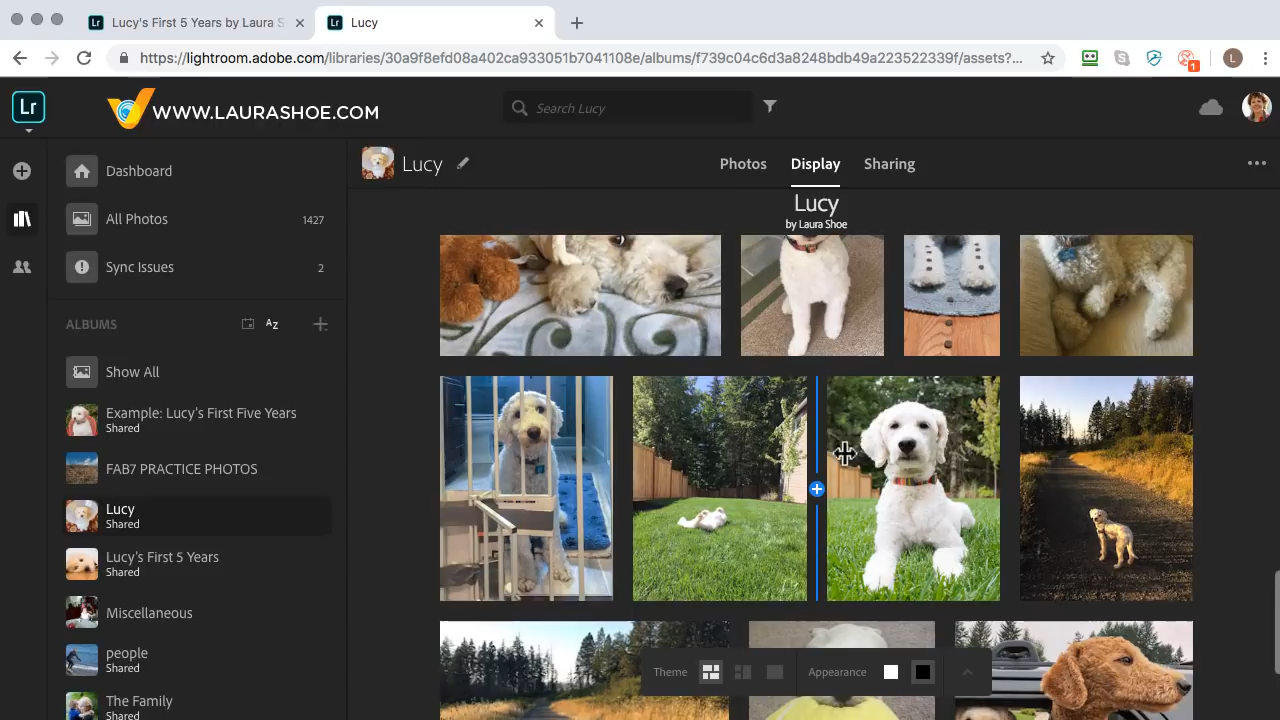 Lucy's First 5 Years by Laura S
Lucy
https://lightroom.adobe.com/libraries/30a9f8efd08a402ca933051b7041108e/albums/f739c04c6d3a8248bdb49a223522339f/assets?...
1
L
Lr
WWW.LAURASHOE.COM
Search Lucy
Dashboard
All Photos 1427
Sync Issues 2
ALBUMS
Az
Show All
Example: Lucy's First Five Years
Shared
FAB7 PRACTICE PHOTOS
Lucy
Shared
Lucy's First 5 Years
Shared
Miscellaneous
people
Shared
The Family
Shared
Lucy
Photos Display Sharing
Lucy
by Laura Shoe
Theme Appearance